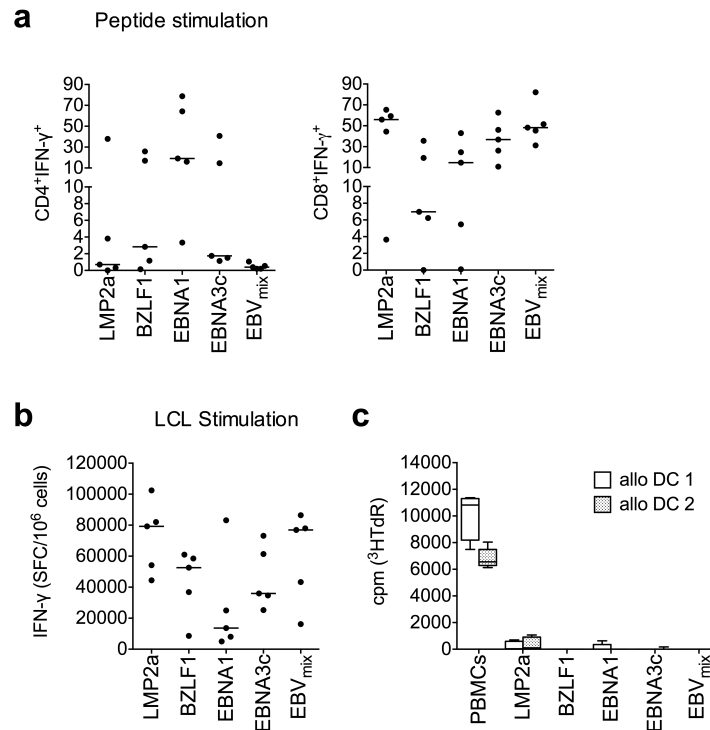 a Peptide stimulation
CD4⁺IFN-γ⁺
90
70
50
30
10
10
8
6
4
2
0
LMP2a
BZLF1
EBNA1
EBNA3c
EBVmix
CD8⁺IFN-γ⁺
90
70
50
30
10
10
8
6
4
2
0
LMP2a
BZLF1
EBNA1
EBNA3c
EBVmix
b LCL Stimulation
IFN-γ (SFC/10⁶ cells)
120000
100000
80000
60000
40000
20000
0
LMP2a
BZLF1
EBNA1
EBNA3c
EBVmix
c
cpm (³HTdR)
14000
12000
10000
8000
6000
4000
2000
0
allo DC 1
allo DC 2
PBMCs
LMP2a
BZLF1
EBNA1
EBNA3c
EBVmix